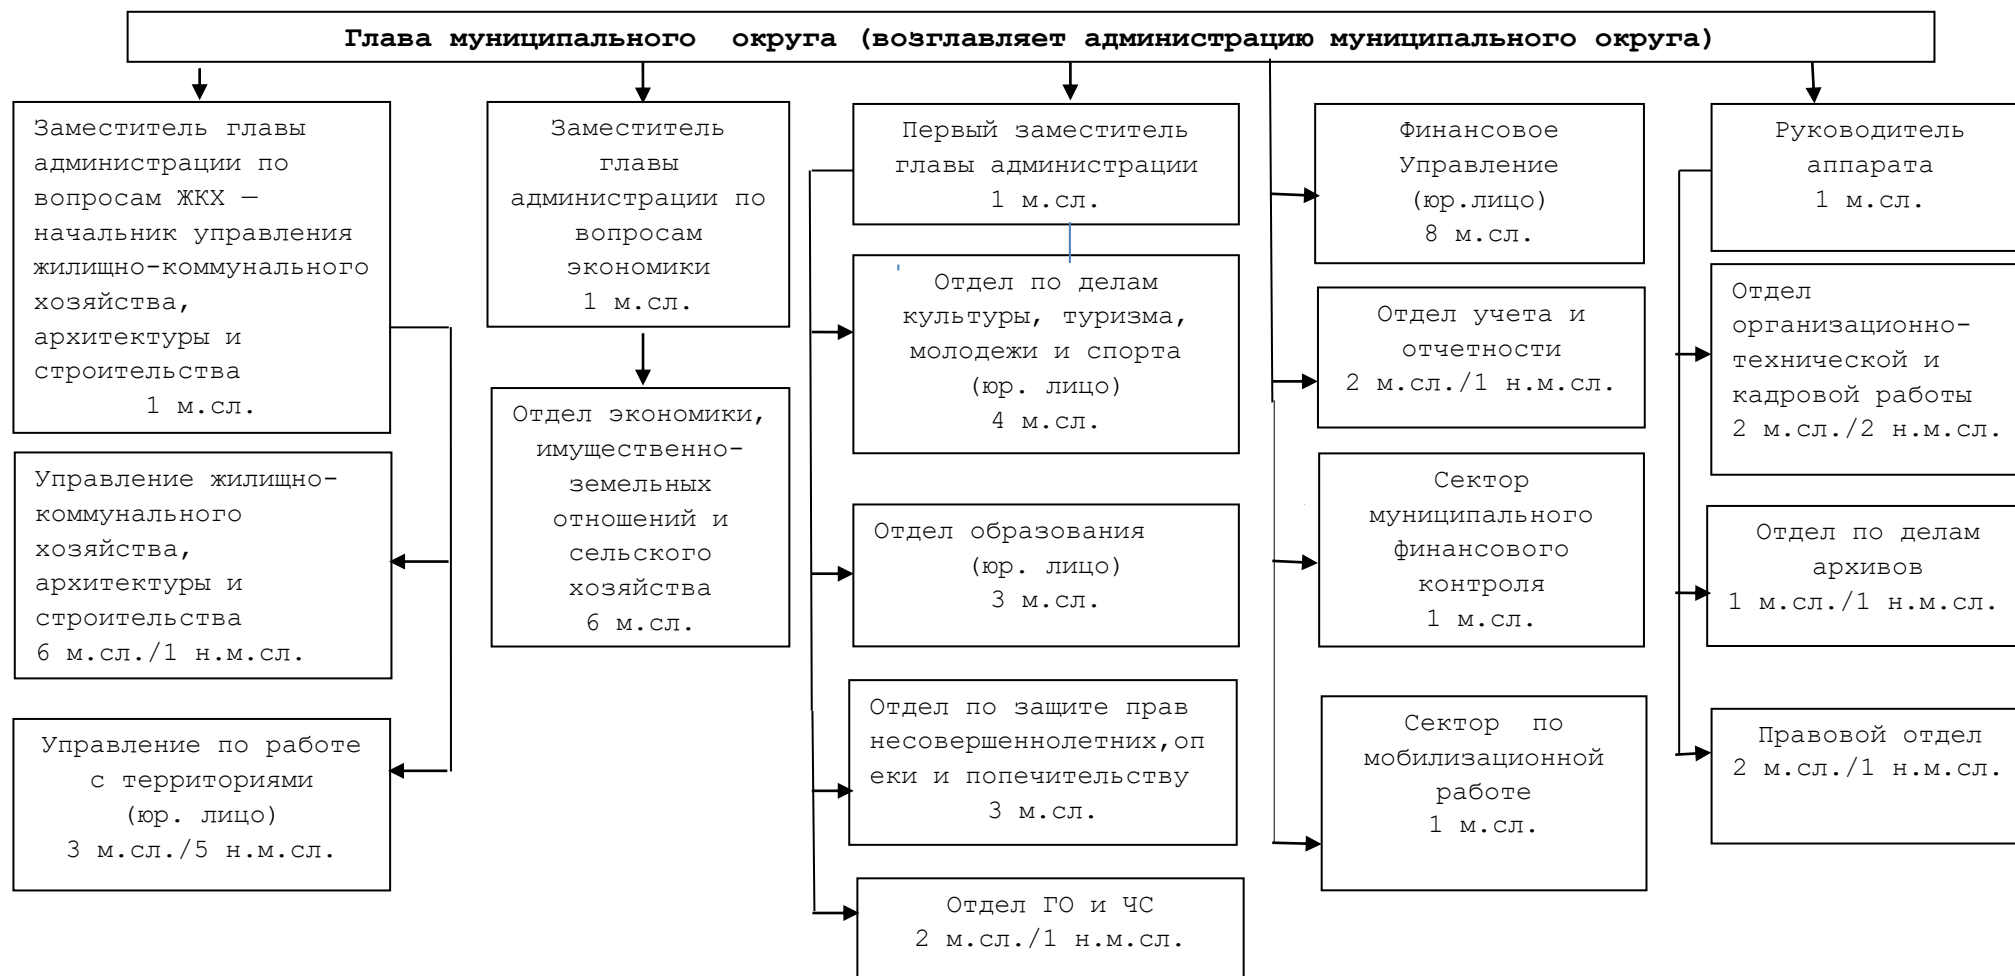 Глава муниципального округа (возглавляет администрацию муниципального округа)
Заместитель главы
администрации по
вопросам ЖКХ –
начальник управления
жилищно-коммунального
хозяйства,
архитектуры и
строительства
1 м.сл.
Управление жилищно-
коммунального
хозяйства,
архитектуры и
строительства
6 м.сл./1 н.м.сл.
Управление по работе
с территориями
(юр. лицо)
3 м.сл./5 н.м.сл.
Заместитель
главы
администрации по
вопросам
экономики
1 м.сл.
Отдел экономики,
имущественно-
земельных
отношений и
сельского
хозяйства
6 м.сл.
Первый заместитель
главы администрации
1 м.сл.
Отдел по делам
культуры, туризма,
молодежи и спорта
(юр. лицо)
4 м.сл.
Отдел образования
(юр. лицо)
3 м.сл.
Отдел по защите прав
несовершеннолетних,оп
еки и попечительству
3 м.сл.
Отдел ГО и ЧС
2 м.сл./1 н.м.сл.
Финансовое
Управление
(юр.лицо)
8 м.сл.
Отдел учета и
отчетности
2 м.сл./1 н.м.сл.
Сектор
муниципального
финансового
контроля
1 м.сл.
Сектор по
мобилизационной
работе
1 м.сл.
Руководитель
аппарата
1 м.сл.
Отдел
организационно-
технической и
кадровой работы
2 м.сл./2 н.м.сл.
Отдел по делам
архивов
1 м.сл./1 н.м.сл.
Правовой отдел
2 м.сл./1 н.м.сл.